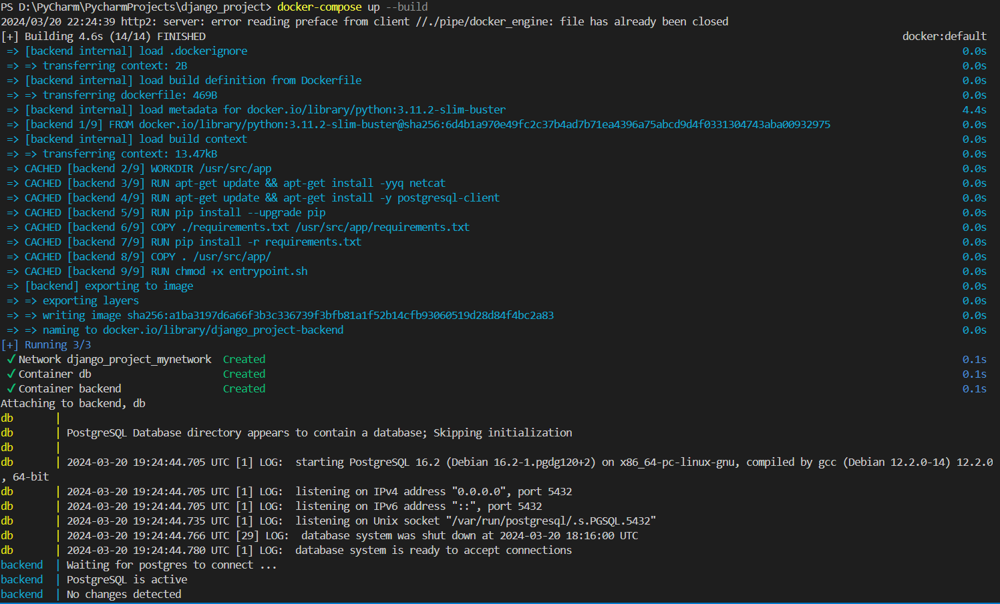 PS D:\PyCharm\PycharmProjects\django_project> docker-compose up --build
2024/03/20 22:24:39 http2: server: error reading preface from client //./pipe/docker_engine: file has already been closed
[+] Building 4.6s (14/14) FINISHED docker:default
=> [backend internal] load .dockerignore 0.0s
=> => transferring context: 2B 0.0s
=> [backend internal] load build definition from Dockerfile 0.0s
=> => transferring dockerfile: 469B 0.0s
=> [backend internal] load metadata for docker.io/library/python:3.11.2-slim-buster 4.4s
=> [backend 1/9] FROM docker.io/library/python:3.11.2-slim-buster@sha256:6d4b1a970e49fc2c37b4ad7b71ea4396a75abcd9d4f0331304743aba00932975 0.0s
=> [backend internal] load build context 0.0s
=> => transferring context: 13.47kB 0.0s
=> CACHED [backend 2/9] WORKDIR /usr/src/app 0.0s
=> CACHED [backend 3/9] RUN apt-get update && apt-get install -yyq netcat 0.0s
=> CACHED [backend 4/9] RUN apt-get update && apt-get install -y postgresql-client 0.0s
=> CACHED [backend 5/9] RUN pip install --upgrade pip 0.0s
=> CACHED [backend 6/9] COPY ./requirements.txt /usr/src/app/requirements.txt 0.0s
=> CACHED [backend 7/9] RUN pip install -r requirements.txt 0.0s
=> CACHED [backend 8/9] COPY . /usr/src/app/ 0.0s
=> CACHED [backend 9/9] RUN chmod +x entrypoint.sh 0.0s
=> [backend] exporting to image 0.0s
=> => exporting layers 0.0s
=> => writing image sha256:a1ba3197d6a66f3b3c336739f3bfb81a1f52b14cfb93060519d28d84f4bc2a83 0.0s
=> => naming to docker.io/library/django_project-backend 0.0s
[+] Running 3/3
✓ Network django_project_mynetwork Created 0.1s
✓ Container db Created 0.1s
✓ Container backend Created 0.1s
Attaching to backend, db
db |
db | PostgreSQL Database directory appears to contain a database; Skipping initialization
db |
db | 2024-03-20 19:24:44.705 UTC [1] LOG: starting PostgreSQL 16.2 (Debian 16.2-1.pgdg120+2) on x86_64-pc-linux-gnu, compiled by gcc (Debian 12.2.0-14) 12.2.0
, 64-bit
db | 2024-03-20 19:24:44.705 UTC [1] LOG: listening on IPv4 address "0.0.0.0", port 5432
db | 2024-03-20 19:24:44.705 UTC [1] LOG: listening on IPv6 address "::", port 5432
db | 2024-03-20 19:24:44.735 UTC [1] LOG: listening on Unix socket "/var/run/postgresql/.s.PGSQL.5432"
db | 2024-03-20 19:24:44.766 UTC [29] LOG: database system was shut down at 2024-03-20 18:16:00 UTC
db | 2024-03-20 19:24:44.780 UTC [1] LOG: database system is ready to accept connections
backend | Waiting for postgres to connect ...
backend | PostgreSQL is active
backend | No changes detected